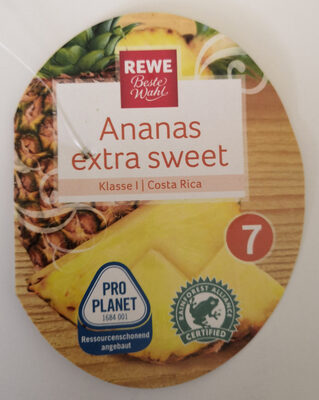 REWE
Beste
Wahl
Ananas
extra sweet
Klasse I | Costa Rica
7
PRO
PLANET
1684 001
Ressourcenschonend
angebaut
RAINFOREST ALLIANCE
CERTIFIED